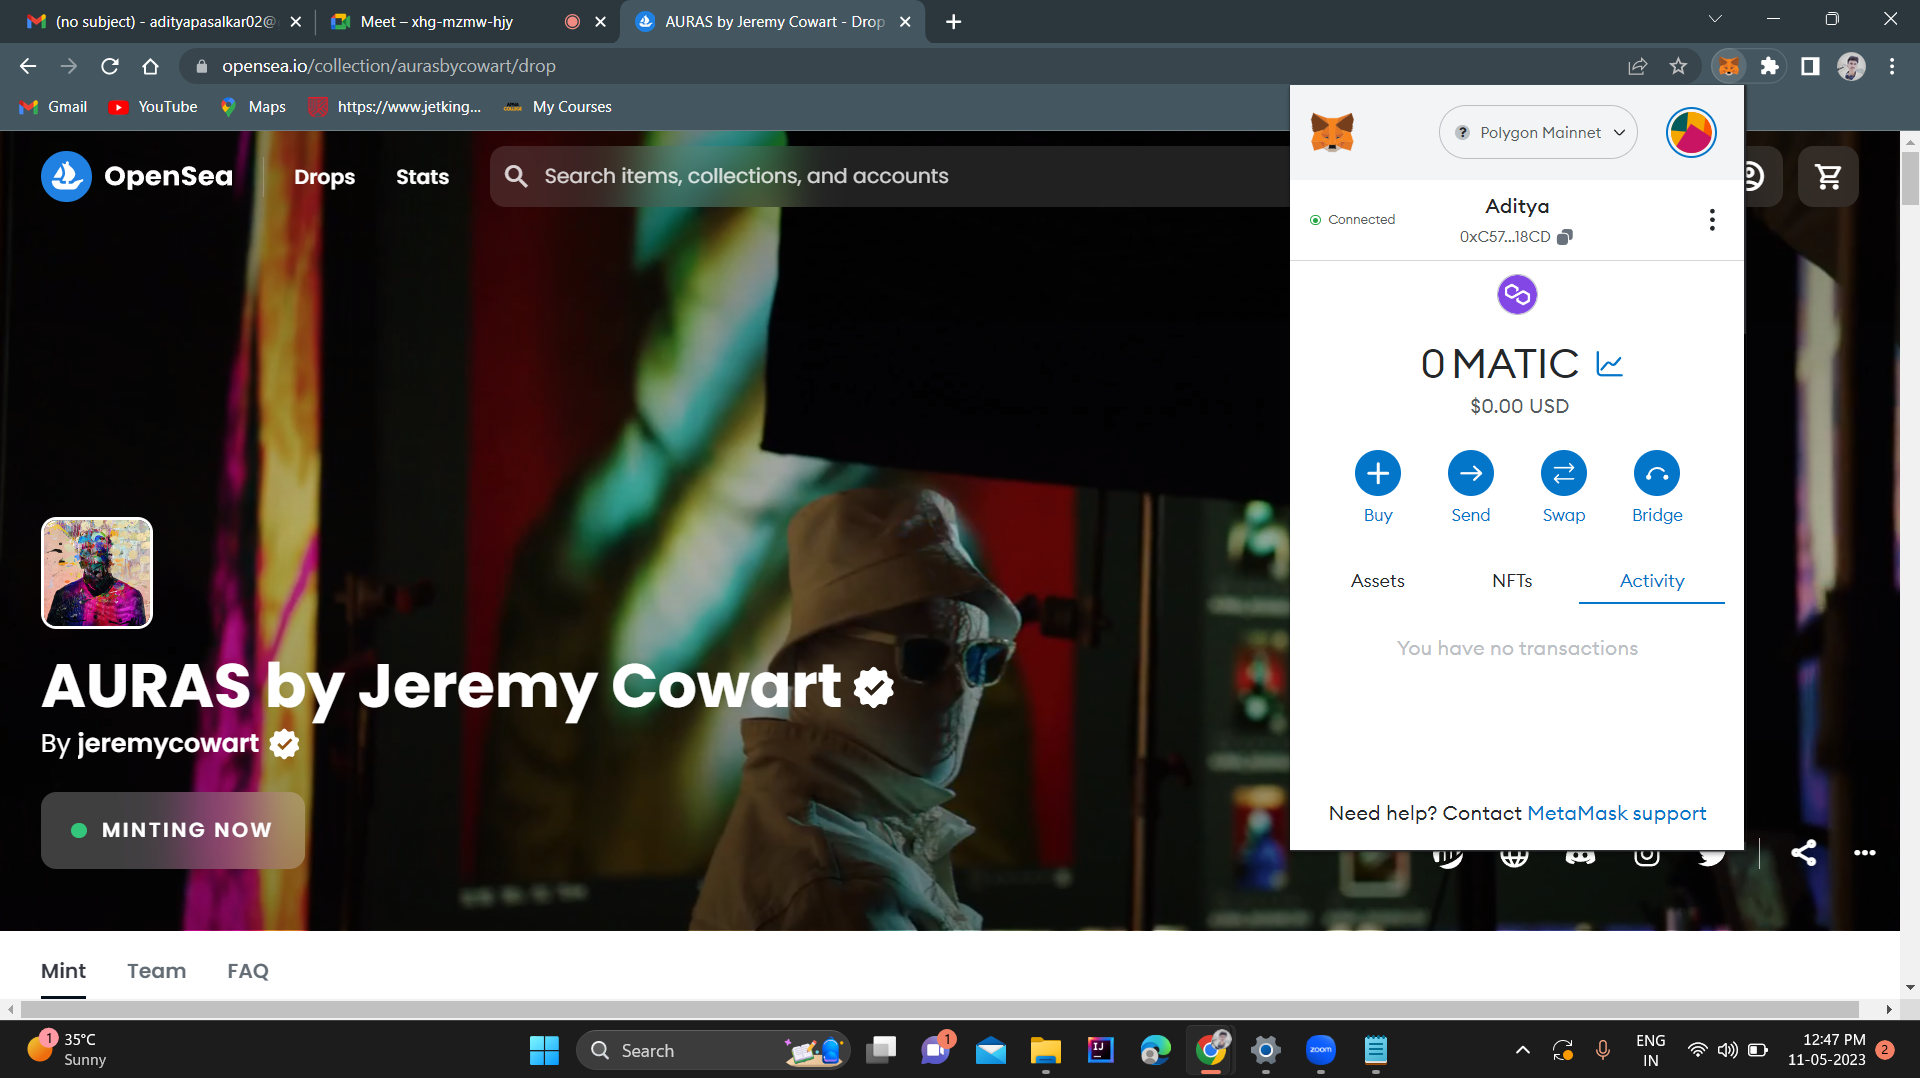 (no subject) - adityapasalkar02@
Meet – xhg-mzmw-hjy
AURAS by Jeremy Cowart - Drop
opensea.io/collection/aurasbycowart/drop
Gmail
YouTube
Maps
https://www.jetking...
My Courses
OpenSea
Drops
Stats
Search items, collections, and accounts
Polygon Mainnet
Connected
Aditya
0xC57...18CD
0 MATIC
$0.00 USD
Buy
Send
Swap
Bridge
Assets
NFTs
Activity
You have no transactions
Need help? Contact MetaMask support
AURAS by Jeremy Cowart
By jeremycowart
MINTING NOW
Mint
Team
FAQ
1
35°C
Sunny
Search
1
zoom
ENG
IN
12:47 PM
11-05-2023
2